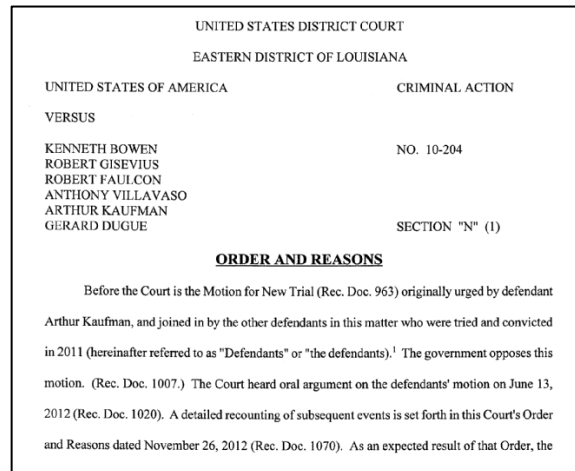 UNITED STATES DISTRICT COURT
EASTERN DISTRICT OF LOUISIANA
UNITED STATES OF AMERICA CRIMINAL ACTION
VERSUS
KENNETH BOWEN NO. 10-204
ROBERT GISEVIUS
ROBERT FAULCON
ANTHONY VILLAVASO
ARTHUR KAUFMAN
GERARD DUGUE SECTION "N" (1)
ORDER AND REASONS
Before the Court is the Motion for New Trial (Rec. Doc. 963) originally urged by defendant
Arthur Kaufman, and joined in by the other defendants in this matter who were tried and convicted
in 2011 (hereinafter referred to as "Defendants" or "the defendants).1 The government opposes this
motion. (Rec. Doc. 1007.) The Court heard oral argument on the defendants' motion on June 13,
2012 (Rec. Doc. 1020). A detailed recounting of subsequent events is set forth in this Court's Order
and Reasons dated November 26, 2012 (Rec. Doc. 1070). As an expected result of that Order, the